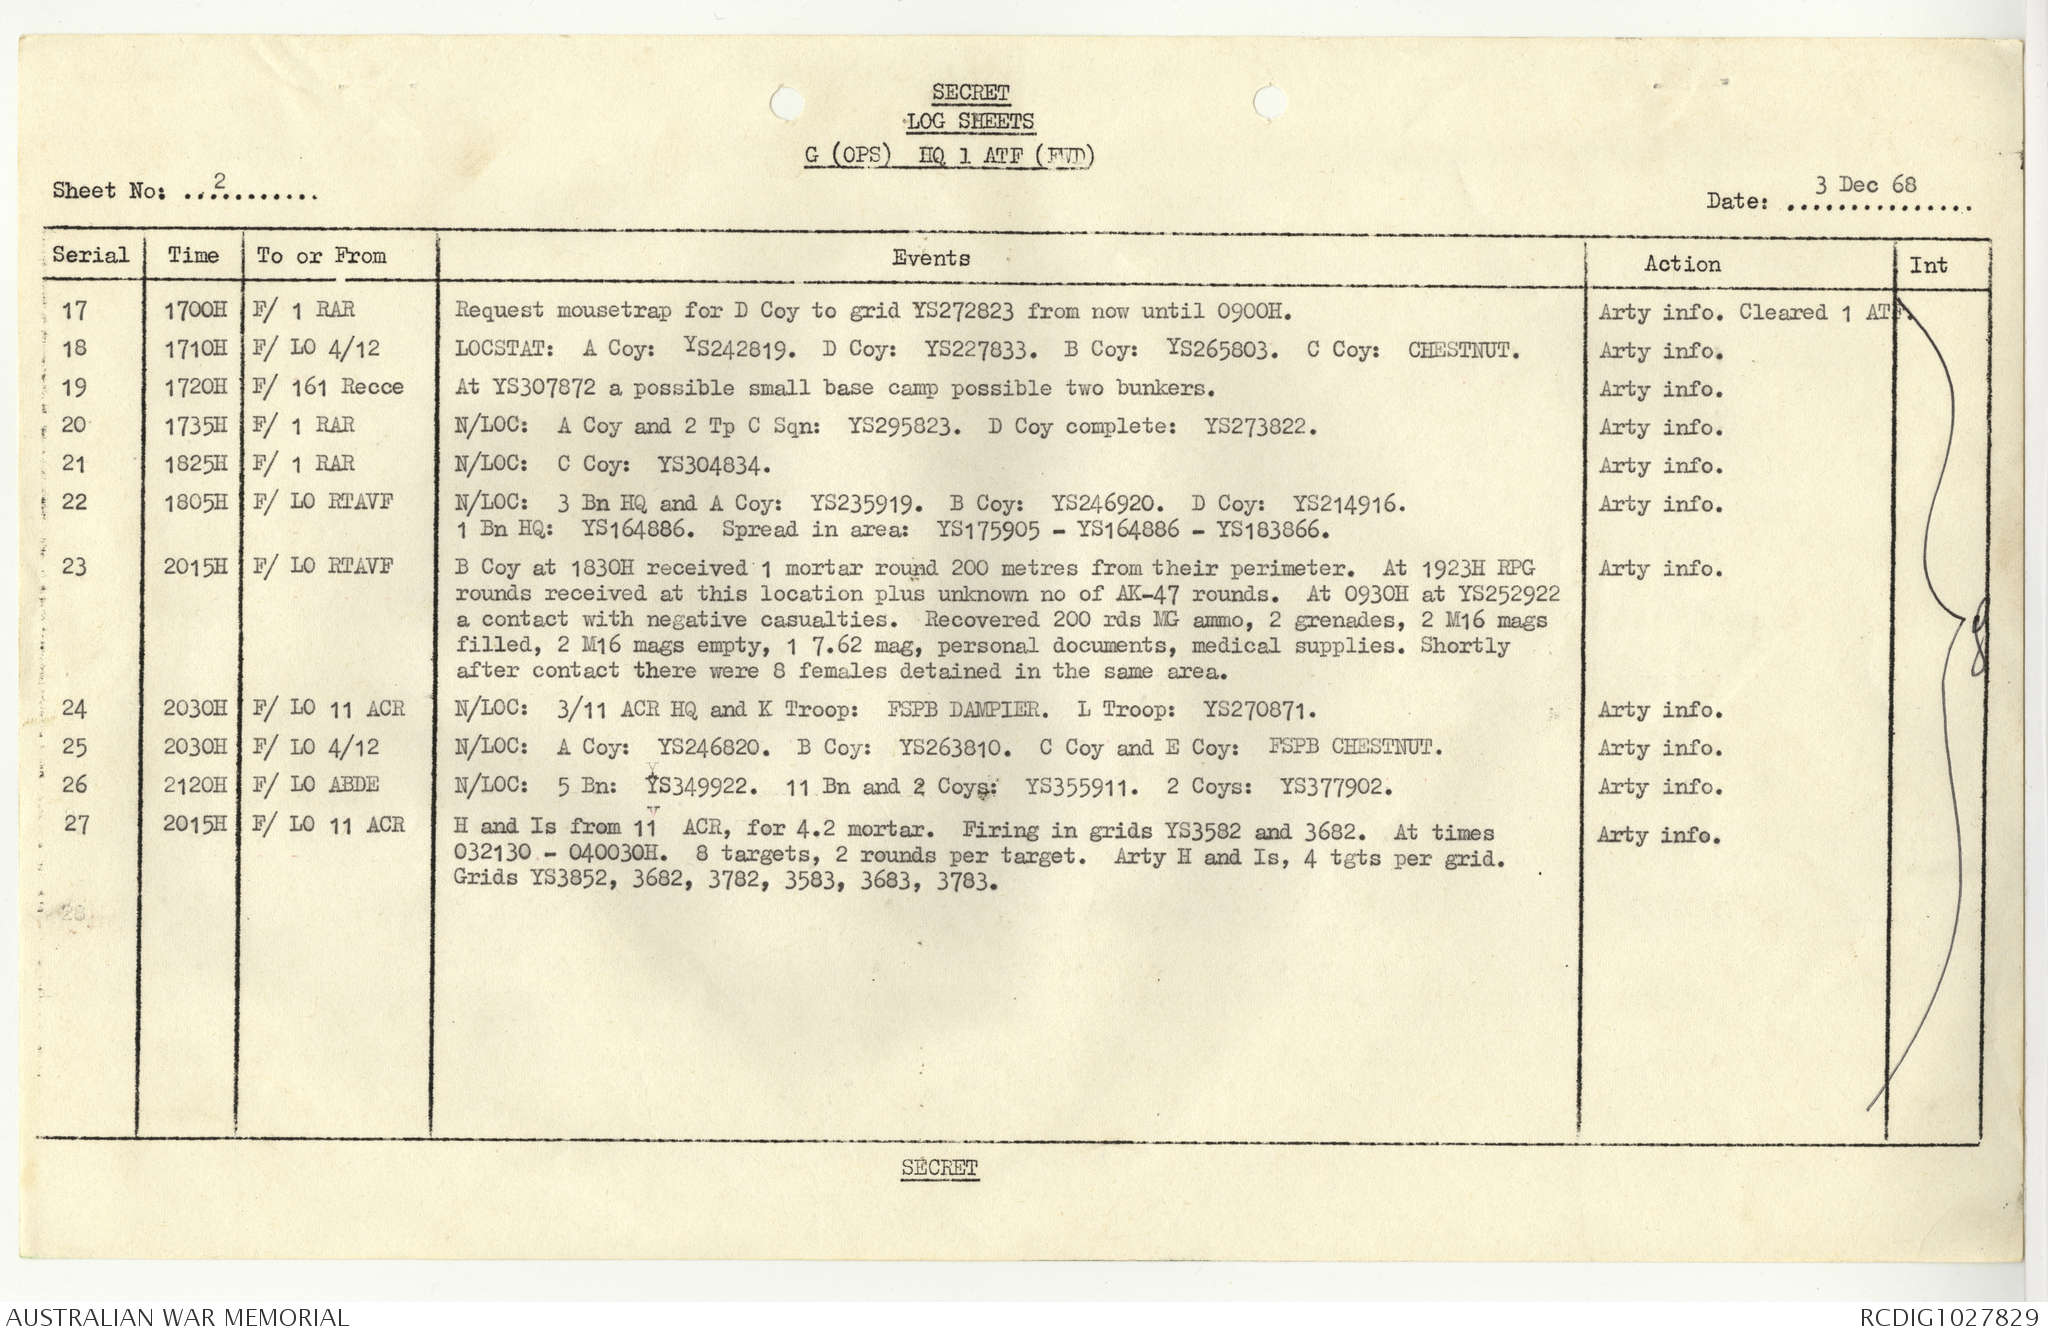 SECRET
LOG SHEETS
G (OPS) HQ 1 ATF (FWD)
Sheet No: ...2..........
Date: 3 Dec 68
Serial Time To or From Events Action Int
17 1700H F/ 1 RAR Request mousetrap for D Coy to grid YS272823 from now until 0900H. Arty info. Cleared 1 ATF.
18 1710H F/ LO 4/12 LOCSTAT: A Coy: YS242819. D Coy: YS227833. B Coy: YS265803. C Coy: CHESTNUT. Arty info.
19 1720H F/ 161 Recce At YS307872 a possible small base camp possible two bunkers. Arty info.
20 1735H F/ 1 RAR N/LOC: A Coy and 2 Tp C Sqn: YS295823. D Coy complete: YS273822. Arty info.
21 1825H F/ 1 RAR N/LOC: C Coy: YS304834. Arty info.
22 1805H F/ LO RTAVF N/LOC: 3 Bn HQ and A Coy: YS235919. B Coy: YS246920. D Coy: YS214916. Arty info.
1 Bn HQ: YS164886. Spread in area: YS175905 - YS164886 - YS183866.
23 2015H F/ LO RTAVF B Coy at 1830H received 1 mortar round 200 metres from their perimeter. At 1923H RPG Arty info.
rounds received at this location plus unknown no of AK-47 rounds. At 0930H at YS252922
a contact with negative casualties. Recovered 200 rds MG ammo, 2 grenades, 2 M16 mags
filled, 2 M16 mags empty, 1 7.62 mag, personal documents, medical supplies. Shortly
after contact there were 8 females detained in the same area.
24 2030H F/ LO 11 ACR N/LOC: 3/11 ACR HQ and K Troop: FSPB DAMPIER. L Troop: YS270871. Arty info.
25 2030H F/ LO 4/12 N/LOC: A Coy: YS246820. B Coy: YS263810. C Coy and E Coy: FSPB CHESTNUT. Arty info.
26 2120H F/ LO ABDE N/LOC: 5 Bn: YS349922. 11 Bn and 2 Coys: YS355911. 2 Coys: YS377902. Arty info.
27 2015H F/ LO 11 ACR H and Is from 11 ACR, for 4.2 mortar. Firing in grids YS3582 and 3682. At times Arty info.
032130 - 040030H. 8 targets, 2 rounds per target. Arty H and Is, 4 tgts per grid.
Grids YS3852, 3682, 3782, 3583, 3683, 3783.
28
SECRET
AUSTRALIAN WAR MEMORIAL
RCDIG1027829